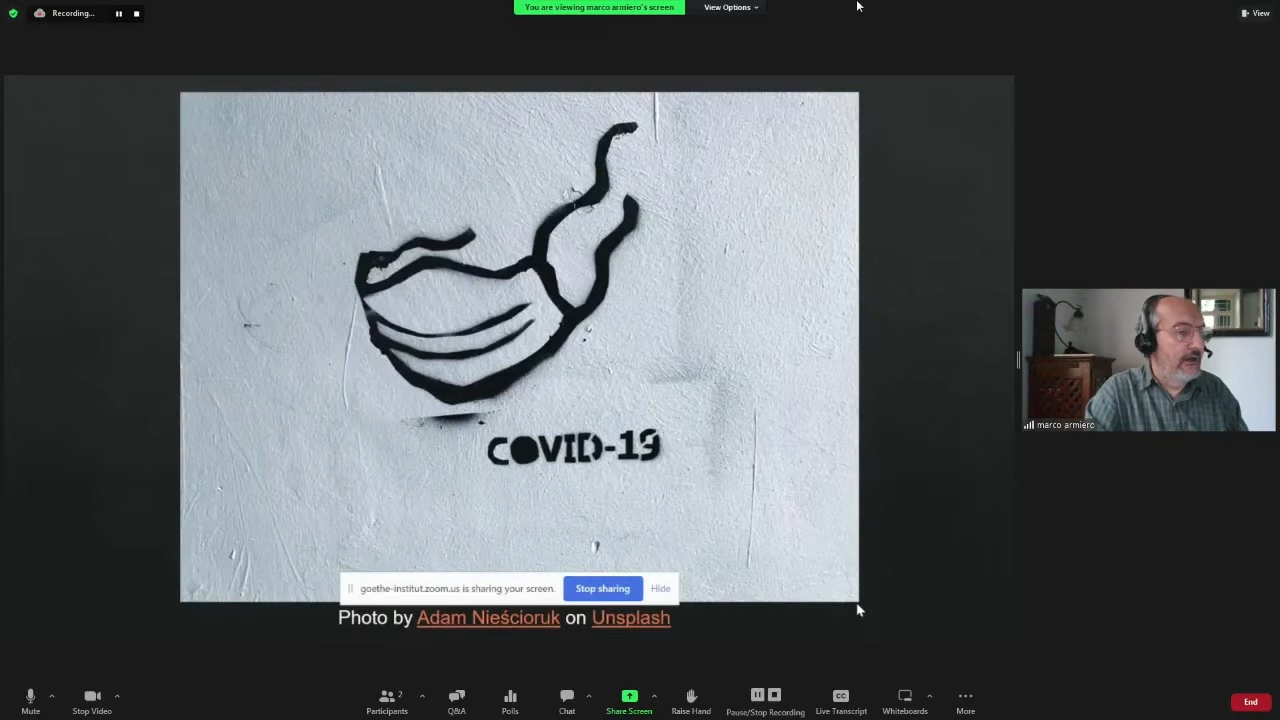 Recording...
You are viewing marco armiero's screen
View Options
View
COVID-19
goethe-institut.zoom.us is sharing your screen.
Stop sharing
Hide
Photo by Adam Nieścioruk on Unsplash
marco armiero
Mute
Stop Video
Participants
2
Q&A
Polls
Chat
Share Screen
Raise Hand
Pause/Stop Recording
CC
Live Transcript
Whiteboards
More
End